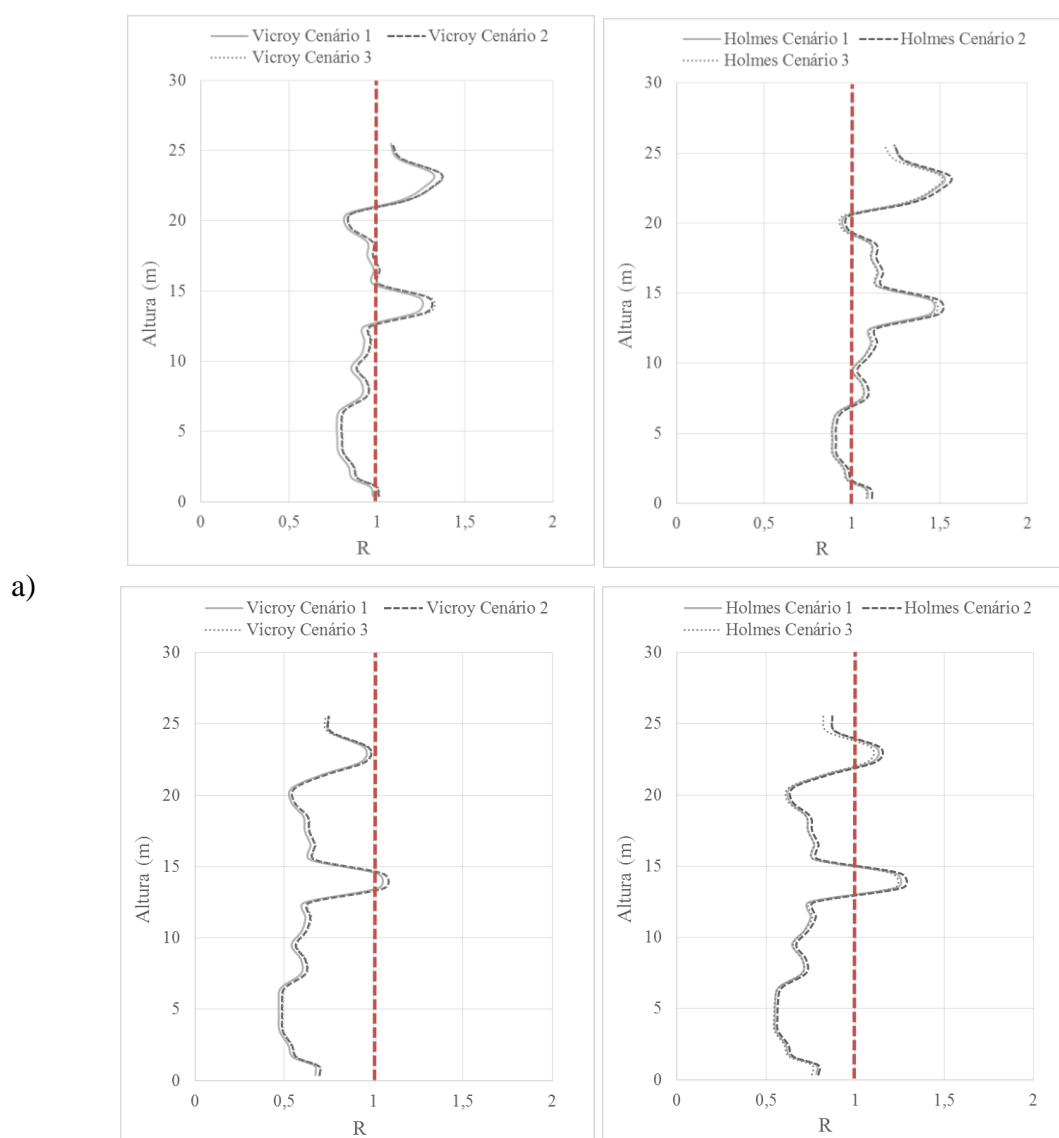 Vicroy Cenário 1 Vicroy Cenário 2
Vicroy Cenário 3
30
25
20
15
10
5
0
Altura (m)
0 0,5 1 1,5 2
R
Holmes Cenário 1 Holmes Cenário 2
Holmes Cenário 3
30
25
20
15
10
5
0
Altura (m)
0 0,5 1 1,5 2
R
a)
Vicroy Cenário 1 Vicroy Cenário 2
Vicroy Cenário 3
30
25
20
15
10
5
0
Altura (m)
0 0,5 1 1,5 2
R
Holmes Cenário 1 Holmes Cenário 2
Holmes Cenário 3
30
25
20
15
10
5
0
Altura (m)
0 0,5 1 1,5 2
R